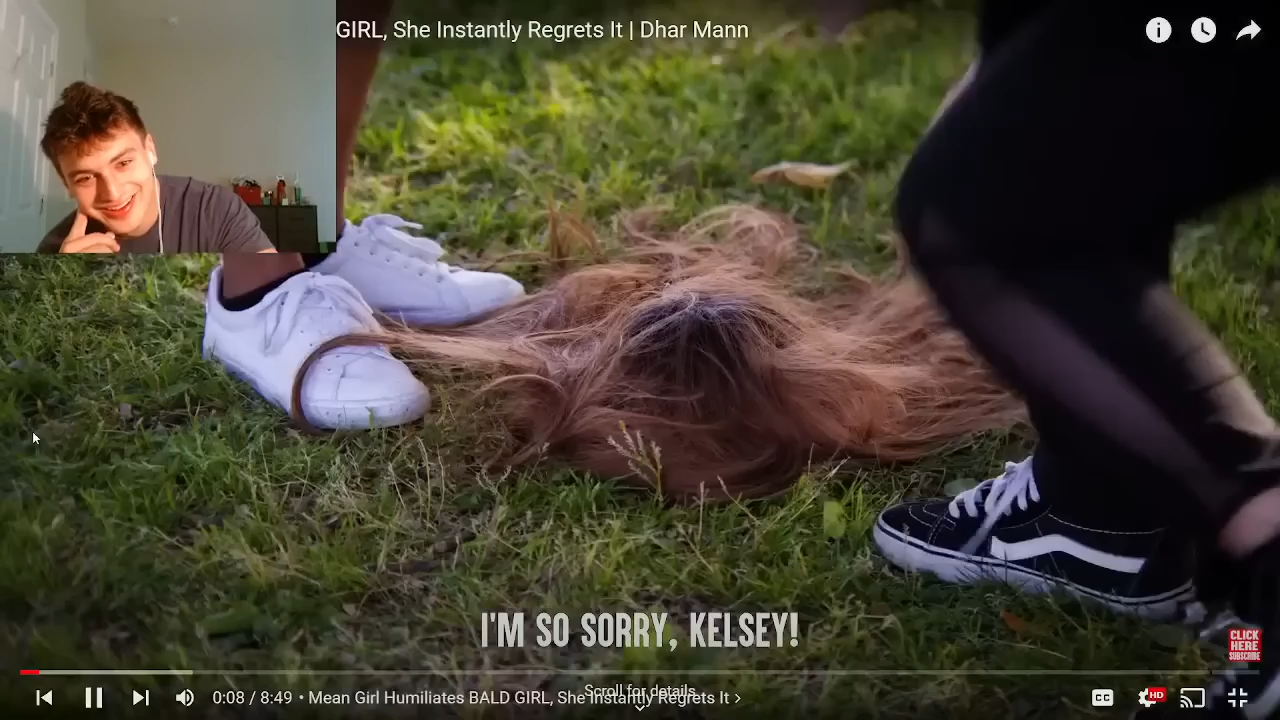 GIRL, She Instantly Regrets It | Dhar Mann
I'M SO SORRY, KELSEY!
CLICK
HERE
SUBSCRIBE
Scroll for details
0:08 / 8:49 • Mean Girl Humiliates BALD GIRL, She Instantly Regrets It
CC
HD